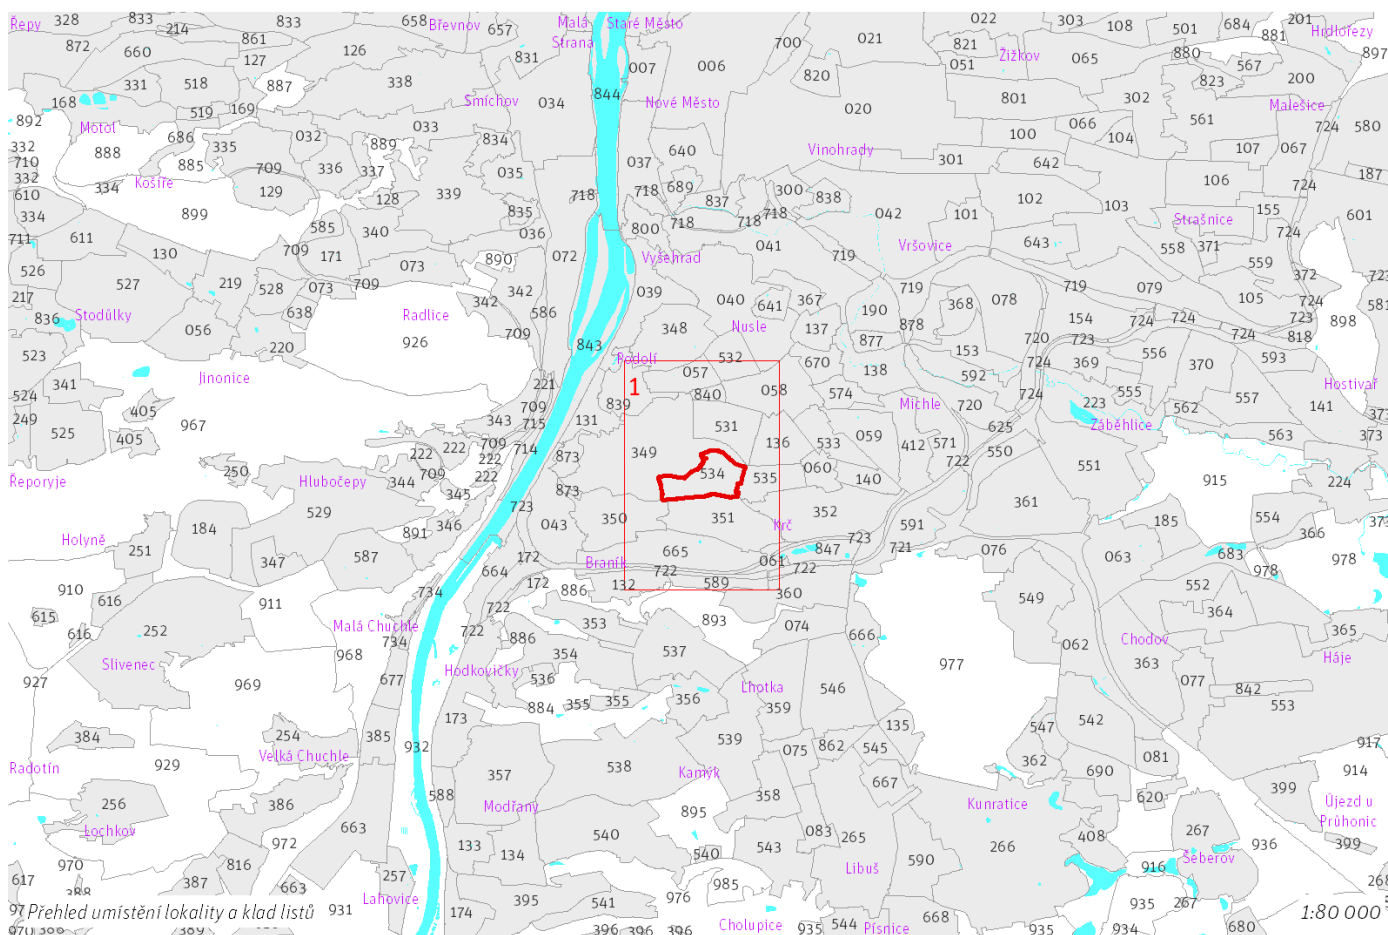 Řepy 328 833 214 833 658 Břevnov 657 Malá Staré Město 022 303 108 501 684 201
872 660 861 127 126 Strana 831 700 021 821 051 Žižkov 065 880 881 567 Hrdlořezy 897
331 518 887 338 007 006 820 823 200
168 519 169 Smíchov 034 844 Nové Město 020 801 302 Malešice
892 Motol 686 032 033 889 834 066 561 724 580
332 888 335 640 Vinohrady 100 104 107 067
710 885 709 336 337 035 037 301 642
332 Košíře 334 129 128 339 718 718 689 837 300 838 102 106 724 187
610 899 835 718 718 718 042 101 103 Strašnice 155 601
334 585 340 036 800 724
711 611 130 709 171 072 Vyšehrad 041 719 Vršovice 643 558 371
526 527 219 528 073 073 709 890 342 039 559 372 723
217 638 342 586 040 641 367 190 719 368 078 719 079 105 724 581
836 Stodůlky 056 Radlice 709 348 Nusle 137 878 154 724 724 724 723 898
523 220 926 843 877 153 720 723 818
Jinonice Podolí 532 670 138 592 724 369 556 370 593
341 221 1 057 058 574 Hostivař
524 405 709 839 840 Michle 720 724 223 555 557 141
249 967 343 715 131 531 562 373
525 405 222 709 714 349 136 533 059 412 571 625 Záběhlice 563 373
222 222 873 534 535 060 722 550
Řeporyje 250 Hlubočepy 344 709 222 140 551 915 224
345 873
529 723 350 351 352 361
184 346 043 Krč 591 185 554 366 373
Holyně 251 891 723
347 587 172 665 061 847 721 076 063 683 978
664 Braník 722 722 978
910 616 911 734 172 886 132 589 360 549 552
615 722 353 893 364
616 252 Malá Chuchle 722 886 074 666 062 Chodov 365
Slivenec 734 968 354 537 977 363 Háje
927 969 677 Hodkovičky 536 Lhotka 546 077 842
884 355 355 356 359 553
384 254 173 539 135 547 542
Radotín 929 Velká Chuchle 385 932 075 862 545 362 081 917
357 538 Kamýk 690 914
256 386 588 358 667 620 399 Újezd u
Lochkov Modřany 895 Kunratice Průhonic
972 663 133 540 083 265 266 408 267 936 399
970 816 134 540 543 590 Šeberov
617 387 257 Libuš 916
388 663 985 268
931 Lahovice 174 395 541 976 668 935 267
Přehled umístění lokality a klad listů 1:80 000
389 396 396 396 Cholupice 935 544 Písnice 935 934 680